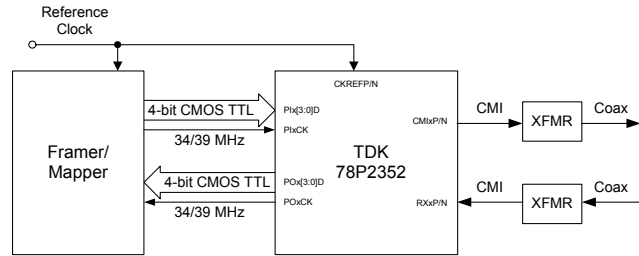 Reference
Clock
CKREFP/N
4-bit CMOS TTL
PIx[3:0]D
34/39 MHz
PIxCK
Framer/
Mapper
TDK
78P2352
4-bit CMOS TTL
POx[3:0]D
34/39 MHz
POxCK
CMIxP/N
CMI
XFMR
Coax
RXxP/N
CMI
XFMR
Coax